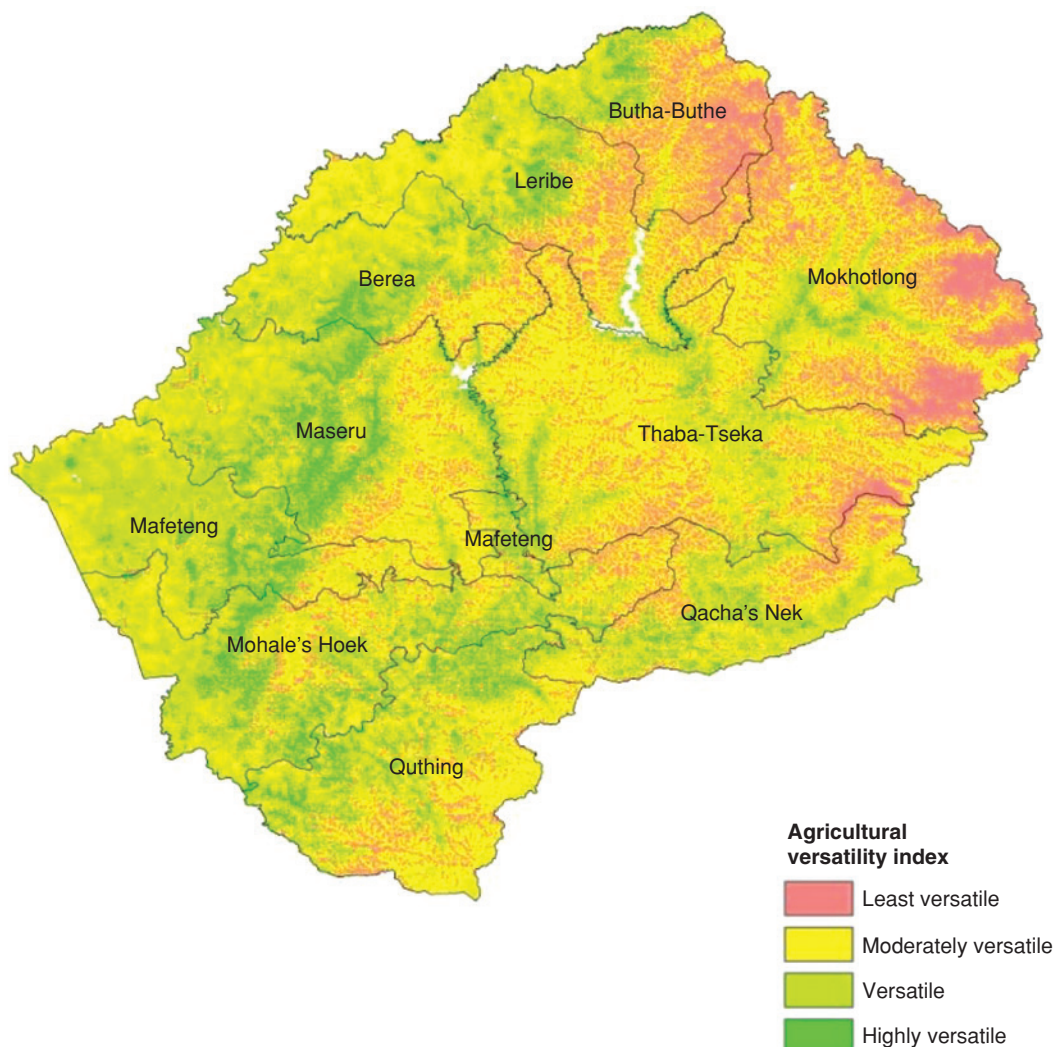 Butha-Buthe
Leribe
Berea
Mokhotlong
Maseru
Thaba-Tseka
Mafeteng
Mafeteng
Qacha's Nek
Mohale's Hoek
Quthing
Agricultural
versatility index
Least versatile
Moderately versatile
Versatile
Highly versatile